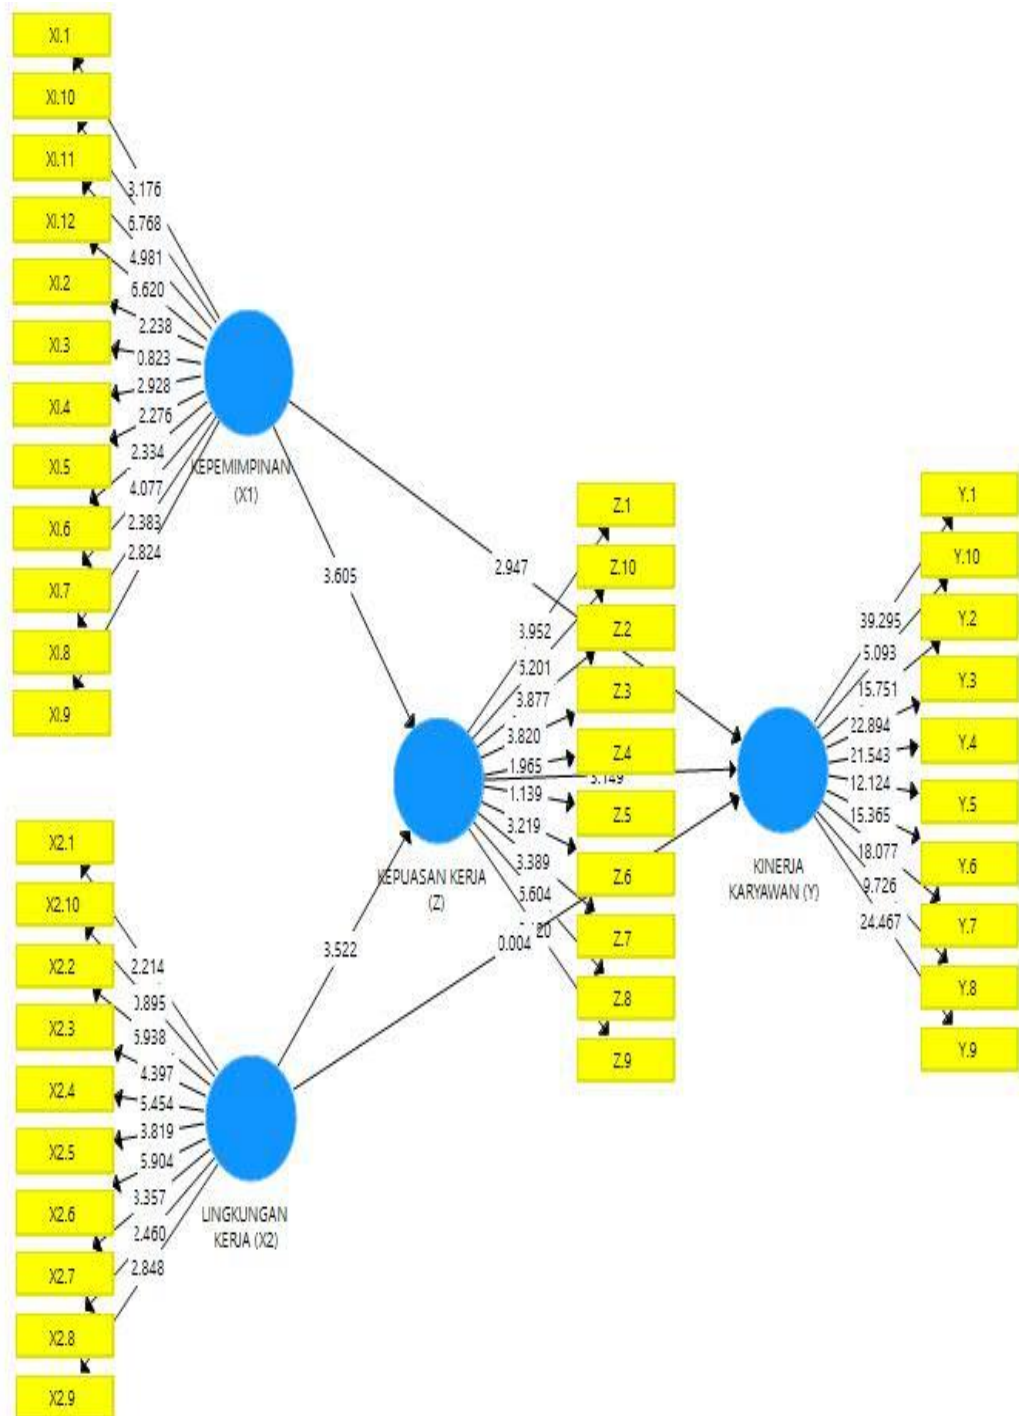 XI.1
XI.10
XI.11
XI.12
XI.2
XI.3
XI.4
XI.5
XI.6
XI.7
XI.8
XI.9
3.176
6.768
4.981
6.620
2.238
0.823
2.928
2.276
2.334
4.077
2.383
2.824
KEPEMIMPINAN
(X1)
3.605
2.947
X2.1
X2.10
X2.2
X2.3
X2.4
X2.5
X2.6
X2.7
X2.8
X2.9
2.214
0.895
5.938
4.397
5.454
3.819
5.904
3.357
2.460
2.848
LINGKUNGAN
KERJA (X2)
3.522
0.004
KEPUASAN KERJA
(Z)
3.952
5.201
3.877
3.820
1.965
1.139
3.219
3.389
5.604
Z.1
Z.10
Z.2
Z.3
Z.4
Z.5
Z.6
Z.7
Z.8
Z.9
KINERJA
KARYAWAN (Y)
39.295
5.093
15.751
22.894
21.543
12.124
15.365
18.077
9.726
24.467
Y.1
Y.10
Y.2
Y.3
Y.4
Y.5
Y.6
Y.7
Y.8
Y.9